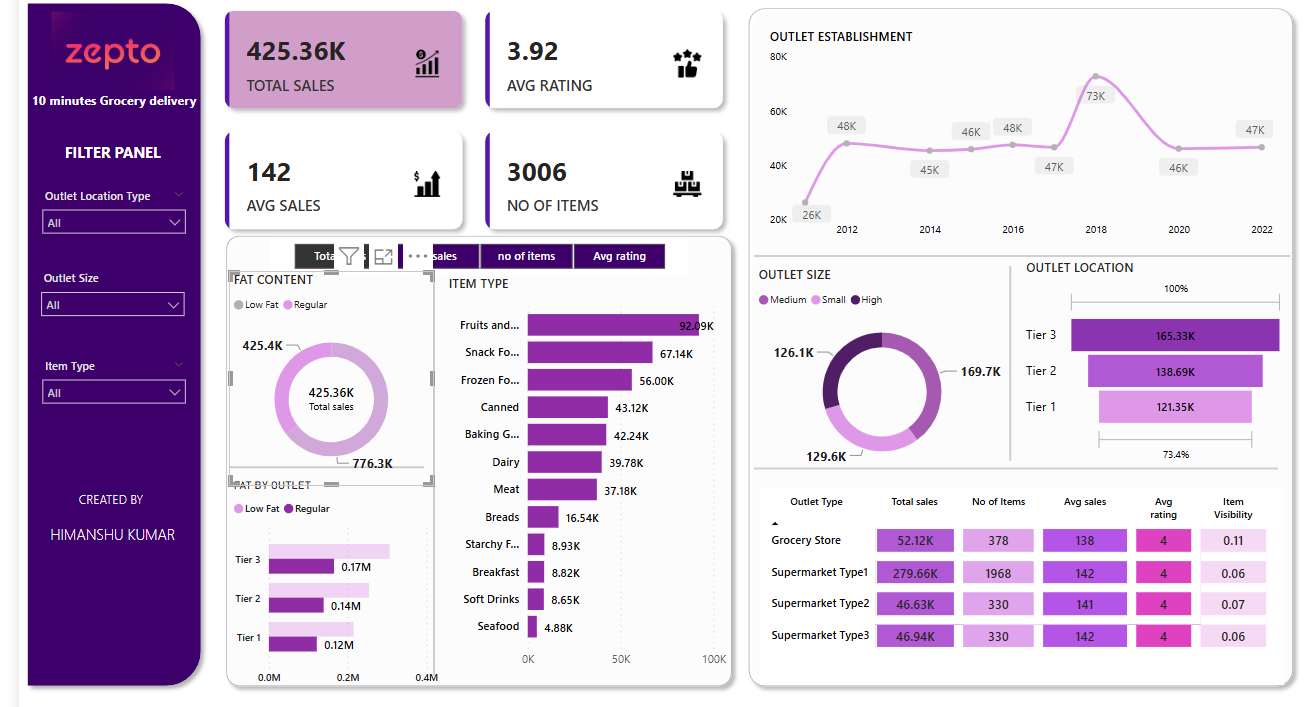 zepto
10 minutes Grocery delivery
FILTER PANEL
Outlet Location Type
All
Outlet Size
All
Item Type
All
CREATED BY
HIMANSHU KUMAR
425.36K
TOTAL SALES
3.92
AVG RATING
142
AVG SALES
3006
NO OF ITEMS
sales
no of items
Avg rating
FAT CONTENT
Low Fat Regular
425.4K
425.36K
Total sales
776.3K
FAT BY OUTLET
Low Fat Regular
Tier 3
0.17M
Tier 2
0.14M
Tier 1
0.12M
0.0M 0.2M 0.4M
ITEM TYPE
Fruits and... 92.09K
Snack Fo... 67.14K
Frozen Fo... 56.00K
Canned 43.12K
Baking G... 42.24K
Dairy 39.78K
Meat 37.18K
Breads 16.54K
Starchy F... 8.93K
Breakfast 8.82K
Soft Drinks 8.65K
Seafood 4.88K
0K 50K 100K
OUTLET ESTABLISHMENT
80K
60K
40K
20K
26K
48K
45K
46K
48K
47K
73K
46K
47K
2012 2014 2016 2018 2020 2022
OUTLET SIZE
Medium Small High
126.1K
169.7K
129.6K
OUTLET LOCATION
100%
Tier 3 165.33K
Tier 2 138.69K
Tier 1 121.35K
73.4%
Outlet Type Total sales No of Items Avg sales Avg rating Item Visibility
Grocery Store 52.12K 378 138 4 0.11
Supermarket Type1 279.66K 1968 142 4 0.06
Supermarket Type2 46.63K 330 141 4 0.07
Supermarket Type3 46.94K 330 142 4 0.06